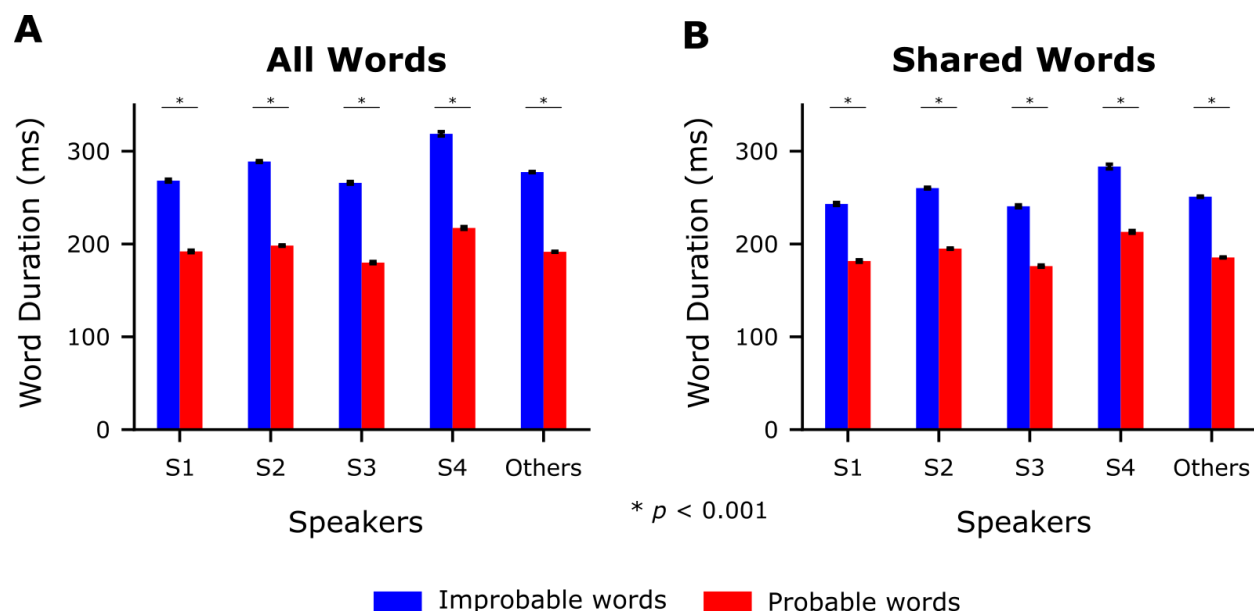 A
All Words
* * * * *
Word Duration (ms)
300
200
100
0
S1 S2 S3 S4 Others
Speakers
B
Shared Words
* * * * *
Word Duration (ms)
300
200
100
0
S1 S2 S3 S4 Others
Speakers
* p < 0.001
Improbable words
Probable words